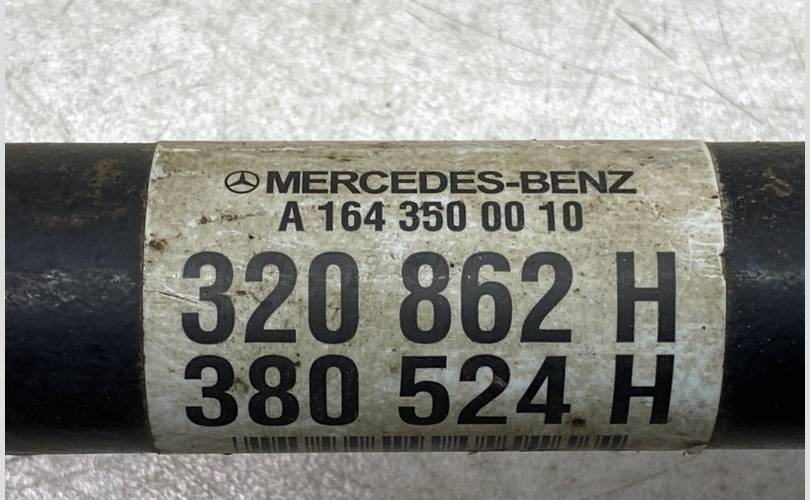 MERCEDES-BENZ
A 164 350 00 10
320 862 H
380 524 H